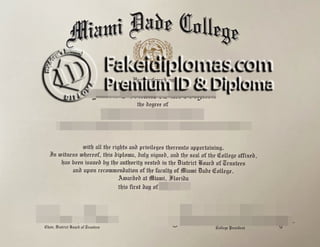 Miami Dade College
Fakeidiplomas.com
Premium ID & Diploma
ID
the degree of
with all the rights and privileges thereunto appertaining.
In witness whereof, this diploma, duly signed, and the seal of the College affixed,
has been issued by the authority vested in the District Board of Trustees
and upon recommendation of the faculty of Miami Dade College.
Awarded at Miami, Florida
this first day of
Chair, District Board of Trustees
College President